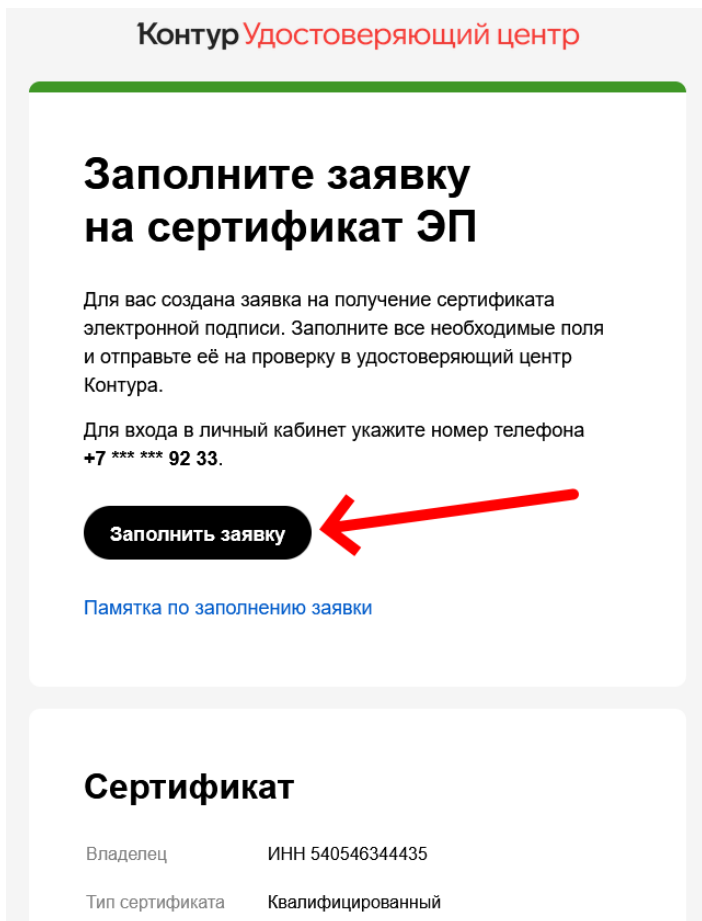 Контур Удостоверяющий центр
Заполните заявку
на сертификат ЭП
Для вас создана заявка на получение сертификата
электронной подписи. Заполните все необходимые поля
и отправьте её на проверку в удостоверяющий центр
Контура.
Для входа в личный кабинет укажите номер телефона
+7 *** *** 92 33.
Заполнить заявку
Памятка по заполнению заявки
Сертификат
Владелец ИНН 540546344435
Тип сертификата Квалифицированный